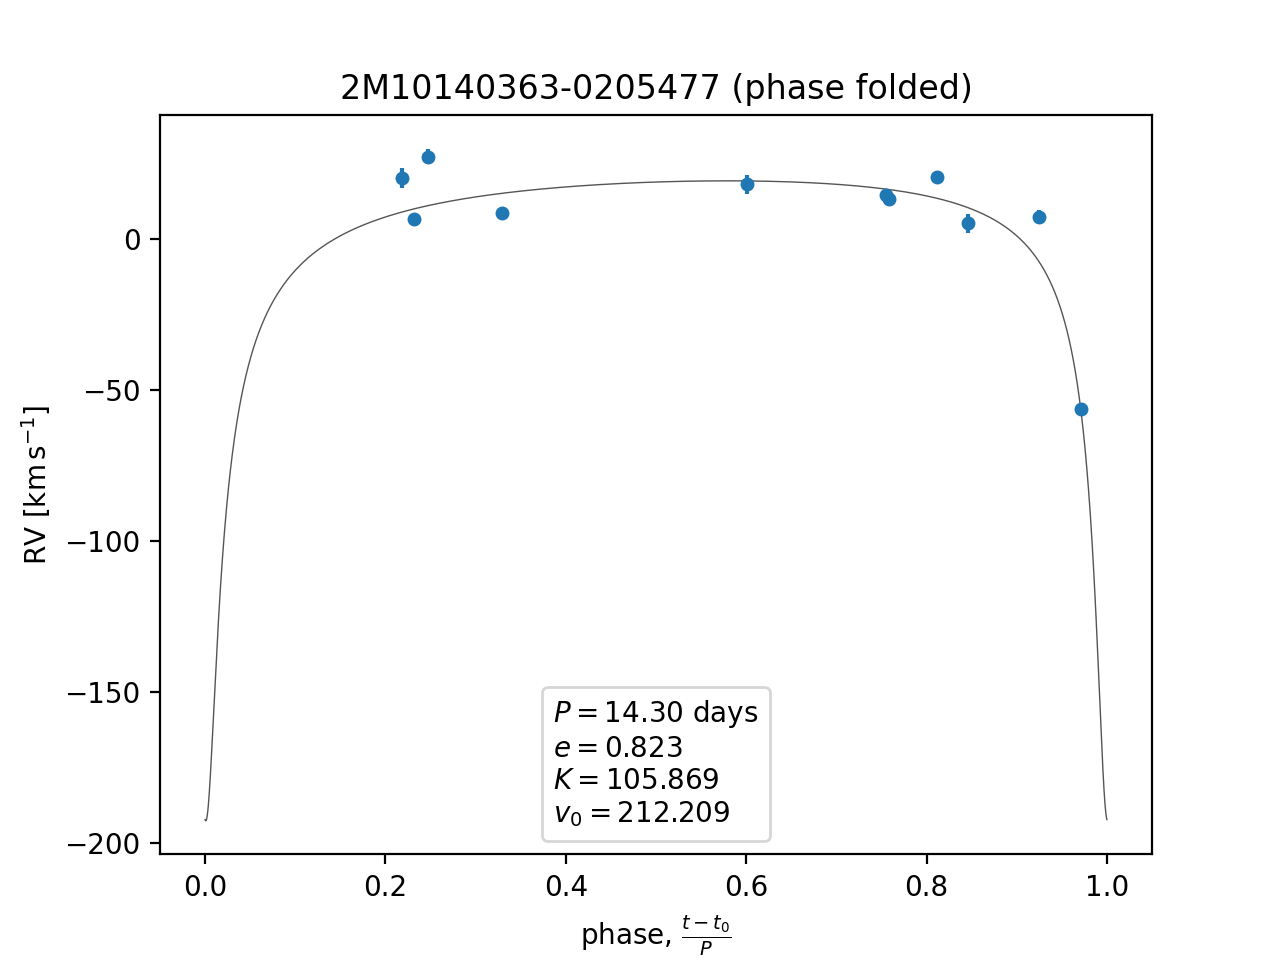 2M10140363-0205477 (phase folded)
RV [km s⁻¹]
0
−50
−100
−150
−200
P = 14.30 days
e = 0.823
K = 105.869
v₀ = 212.209
0.0 0.2 0.4 0.6 0.8 1.0
phase, (t − t₀)/P